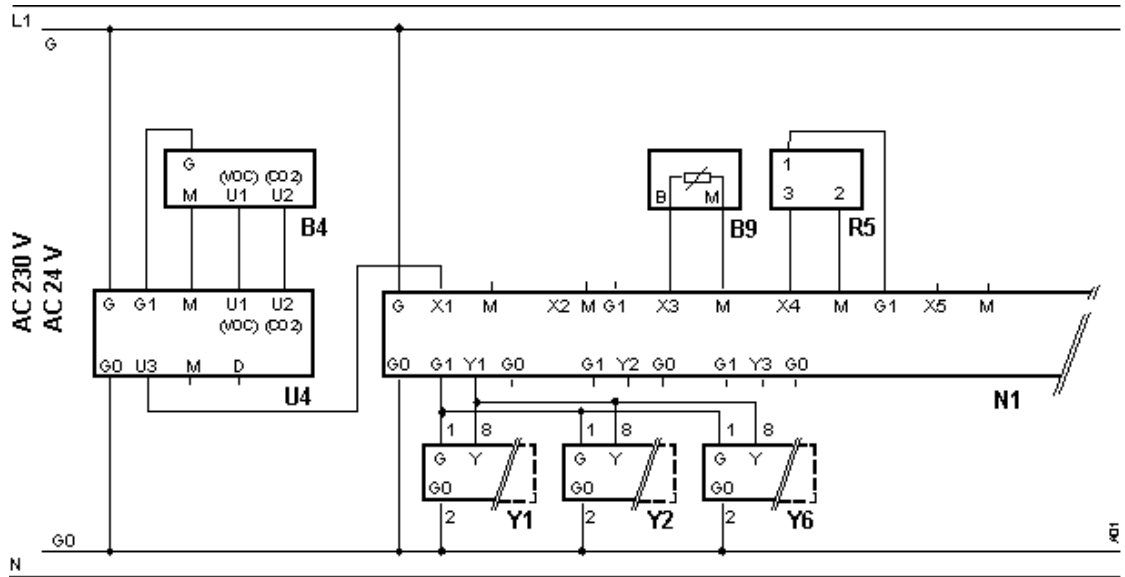 L1
G
G
(VOC) (CO2)
M U1 U2
B4
B M
B9
1
3 2
R5
AC 230 V
AC 24 V
G G1 M U1 U2
(VOC) (CO2)
G0 U3 M D
U4
G X1 M X2 M G1 X3 M X4 M G1 X5 M
G0 G1 Y1 G0 G1 Y2 G0 G1 Y3 G0
N1
1 8 1 8 1 8
G Y G Y G Y
G0 G0 G0
2 Y1 2 Y2 2 Y6
G0
N